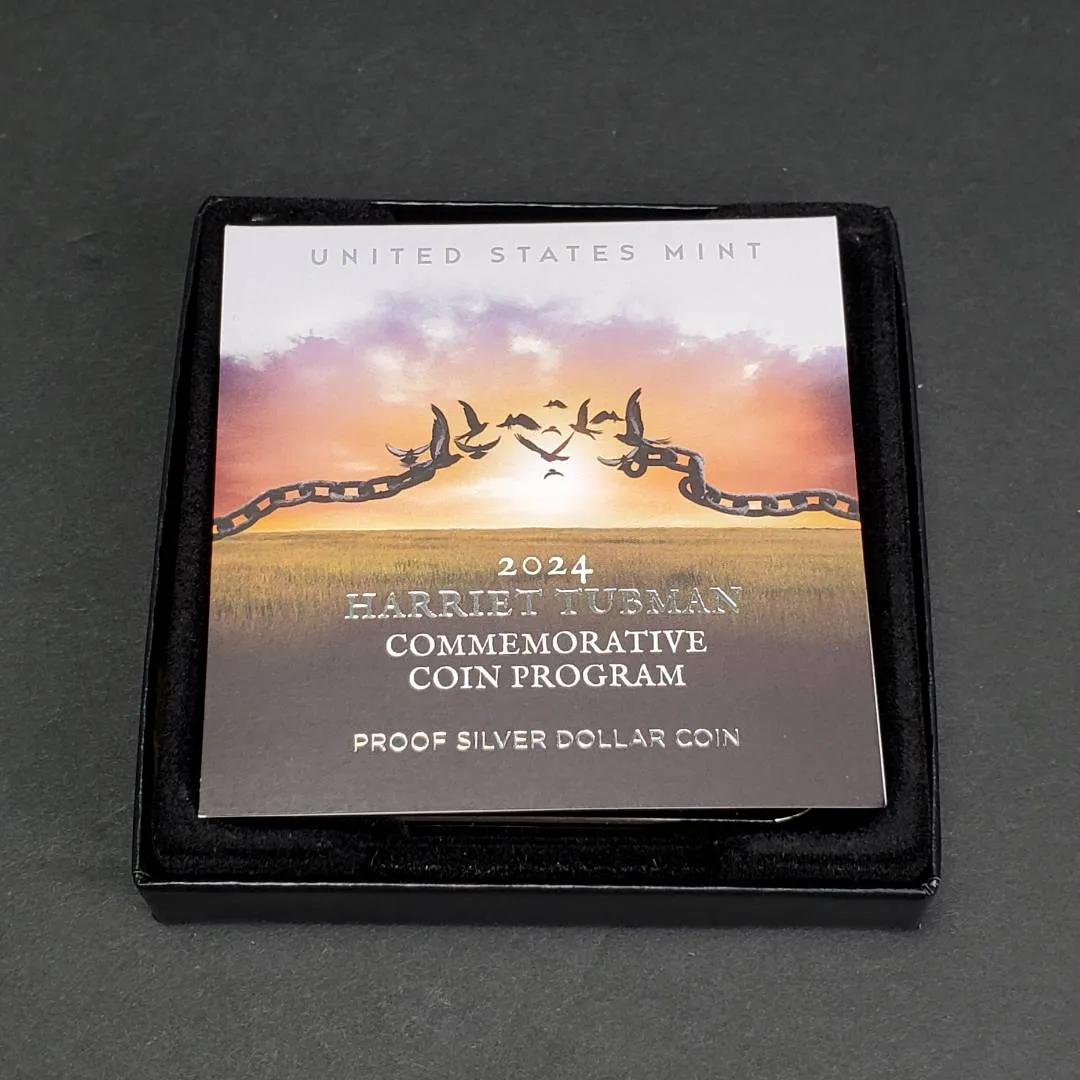 UNITED STATES MINT
2024
HARRIET TUBMAN
COMMEMORATIVE
COIN PROGRAM
PROOF SILVER DOLLAR COIN